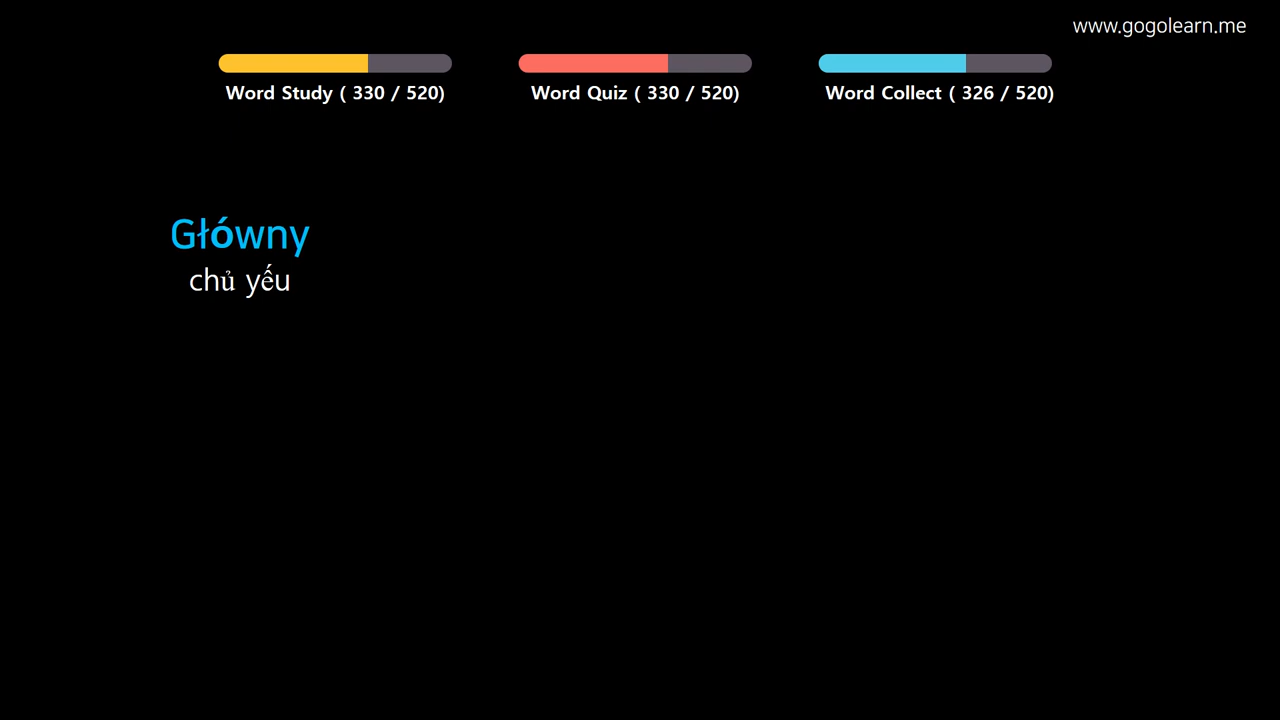 www.gogolearn.me
Word Study ( 330 / 520)
Word Quiz ( 330 / 520)
Word Collect ( 326 / 520)
Główny
chủ yếu